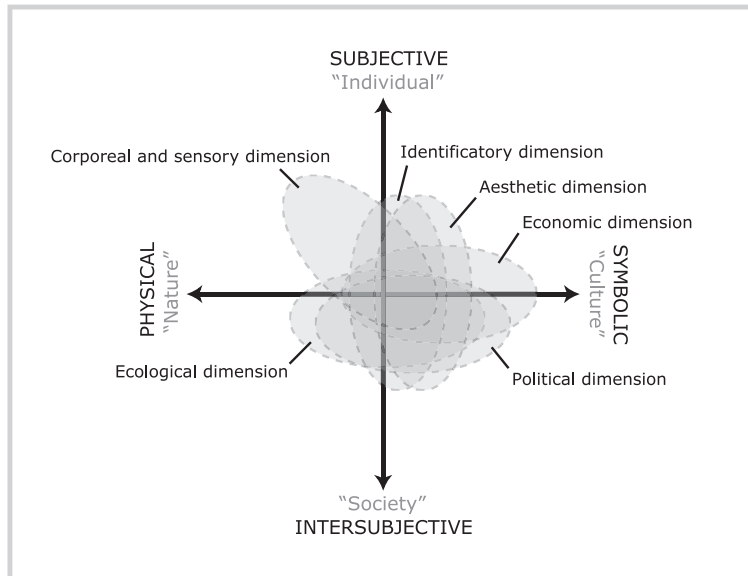 SUBJECTIVE
“Individual”
Corporeal and sensory dimension
Identificatory dimension
Aesthetic dimension
Economic dimension
PHYSICAL
“Nature”
SYMBOLIC
“Culture”
Ecological dimension
Political dimension
“Society”
INTERSUBJECTIVE